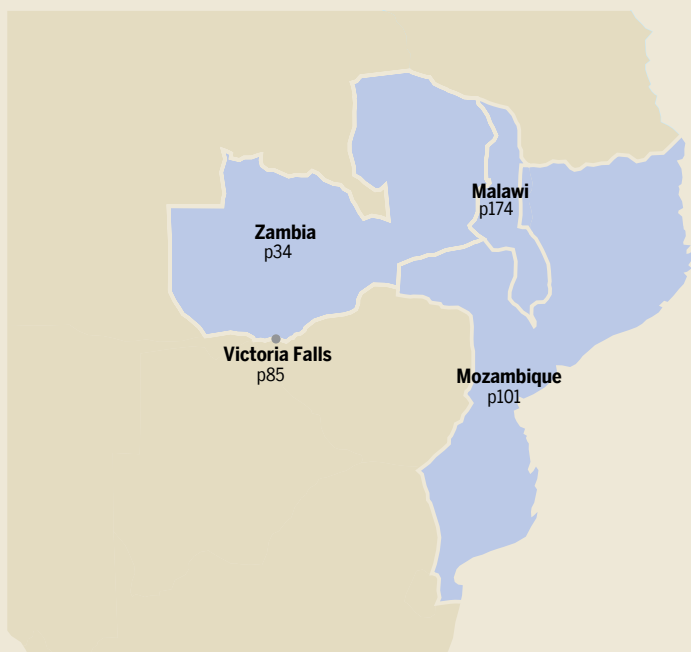 Malawi
p174
Zambia
p34
Victoria Falls
p85
Mozambique
p101